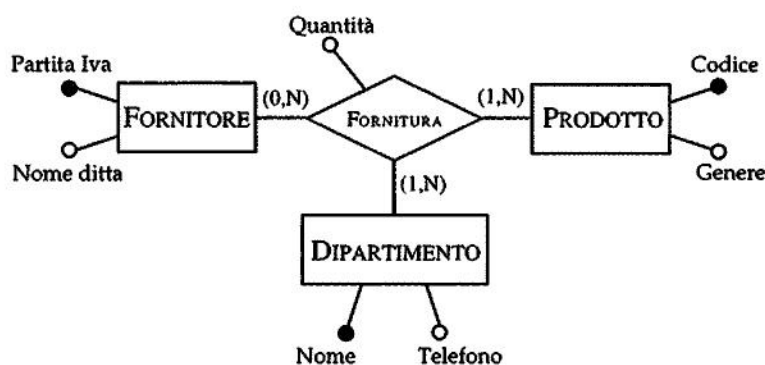 Quantità
Partita Iva
Codice
(0,N)
(1,N)
FORNITORE
FORNITURA
PRODOTTO
Nome ditta
Genere
(1,N)
DIPARTIMENTO
Nome
Telefono